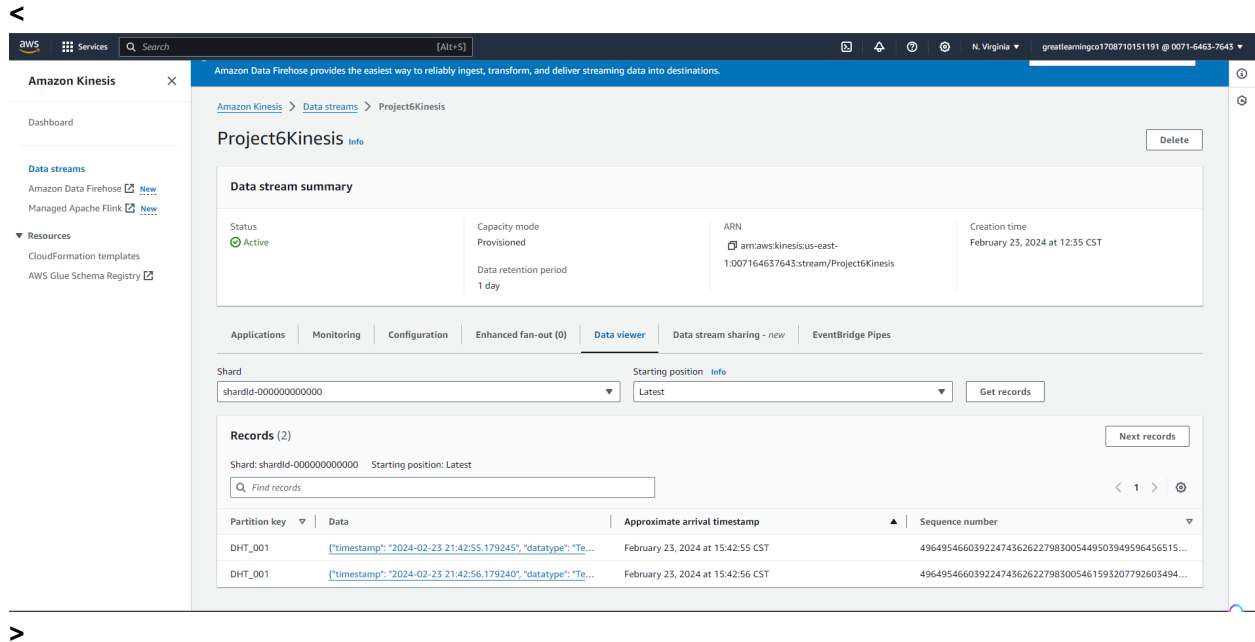 <
aws
Services
Search
[Alt+S]
N. Virginia
greatlearningco1708710151191 @ 0071-6463-7643
Amazon Kinesis
Dashboard
Data streams
Amazon Data Firehose New
Managed Apache Flink New
Resources
CloudFormation templates
AWS Glue Schema Registry
Amazon Data Firehose provides the easiest way to reliably ingest, transform, and deliver streaming data into destinations.
Amazon Kinesis > Data streams > Project6Kinesis
Project6Kinesis Info
Delete
Data stream summary
Status
Active
Capacity mode
Provisioned
Data retention period
1 day
ARN
arn:aws:kinesis:us-east-
1:007164637643:stream/Project6Kinesis
Creation time
February 23, 2024 at 12:35 CST
Applications
Monitoring
Configuration
Enhanced fan-out (0)
Data viewer
Data stream sharing - new
EventBridge Pipes
Shard
shardId-000000000000
Starting position Info
Latest
Get records
Records (2)
Next records
Shard: shardId-000000000000 Starting position: Latest
Find records
< 1 >
Partition key Data Approximate arrival timestamp Sequence number
DHT_001 {"timestamp": "2024-02-23 21:42:55.179245", "datatype": "Te... February 23, 2024 at 15:42:55 CST 49649546603922474362622798300544950394959645651 5...
DHT_001 {"timestamp": "2024-02-23 21:42:56.179240", "datatype": "Te... February 23, 2024 at 15:42:56 CST 49649546603922474362622798300546159320779260349 4...
>